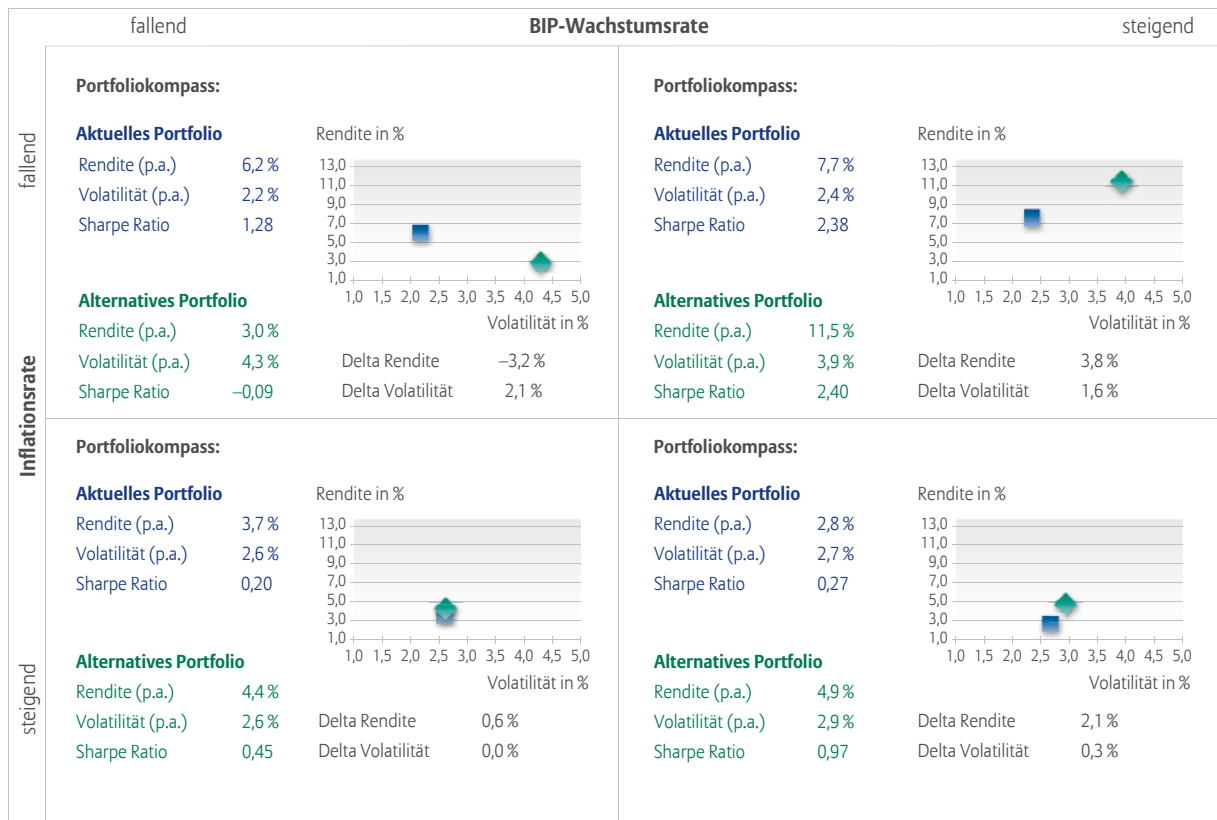 fallend BIP-Wachstumsrate steigend
Inflationsrate
fallend
Portfoliokompass:
Aktuelles Portfolio
Rendite (p.a.) 6,2 %
Volatilität (p.a.) 2,2 %
Sharpe Ratio 1,28
Rendite in %
13,0
11,0
9,0
7,0
5,0
3,0
1,0
1,0 1,5 2,0 2,5 3,0 3,5 4,0 4,5 5,0
Volatilität in %
Alternatives Portfolio
Rendite (p.a.) 3,0 %
Volatilität (p.a.) 4,3 %
Sharpe Ratio –0,09
Delta Rendite –3,2 %
Delta Volatilität 2,1 %
Portfoliokompass:
Aktuelles Portfolio
Rendite (p.a.) 7,7 %
Volatilität (p.a.) 2,4 %
Sharpe Ratio 2,38
Rendite in %
13,0
11,0
9,0
7,0
5,0
3,0
1,0
1,0 1,5 2,0 2,5 3,0 3,5 4,0 4,5 5,0
Volatilität in %
Alternatives Portfolio
Rendite (p.a.) 11,5 %
Volatilität (p.a.) 3,9 %
Sharpe Ratio 2,40
Delta Rendite 3,8 %
Delta Volatilität 1,6 %
steigend
Portfoliokompass:
Aktuelles Portfolio
Rendite (p.a.) 3,7 %
Volatilität (p.a.) 2,6 %
Sharpe Ratio 0,20
Rendite in %
13,0
11,0
9,0
7,0
5,0
3,0
1,0
1,0 1,5 2,0 2,5 3,0 3,5 4,0 4,5 5,0
Volatilität in %
Alternatives Portfolio
Rendite (p.a.) 4,4 %
Volatilität (p.a.) 2,6 %
Sharpe Ratio 0,45
Delta Rendite 0,6 %
Delta Volatilität 0,0 %
Portfoliokompass:
Aktuelles Portfolio
Rendite (p.a.) 2,8 %
Volatilität (p.a.) 2,7 %
Sharpe Ratio 0,27
Rendite in %
13,0
11,0
9,0
7,0
5,0
3,0
1,0
1,0 1,5 2,0 2,5 3,0 3,5 4,0 4,5 5,0
Volatilität in %
Alternatives Portfolio
Rendite (p.a.) 4,9 %
Volatilität (p.a.) 2,9 %
Sharpe Ratio 0,97
Delta Rendite 2,1 %
Delta Volatilität 0,3 %